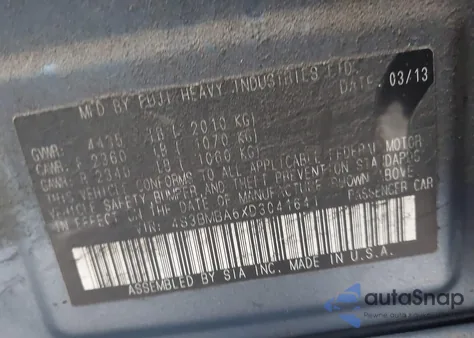 MFD BY FUJI HEAVY INDUSTRIES LTD.
DATE. 03/13
GVWR: 4435 LB ( 2010 KG)
GAWR: F 2360 LB ( 1070 KG)
GAWR: R 2340 LB ( 1060 KG)
THIS VEHICLE CONFORMS TO ALL APPLICABLE FEDERAL MOTOR
VEHICLE SAFETY, BUMPER AND THEFT PREVENTION STANDARDS
IN EFFECT ON THE DATE OF MANUFACTURE SHOWN ABOVE
VIN: 4S3BMBA6XD3041641 PASSENGER CAR
ASSEMBLED BY SIA INC. MADE IN U.S.A.
autoSnap